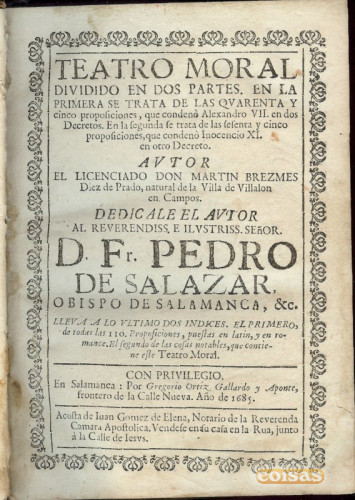 TEATRO MORAL
DIVIDIDO EN DOS PARTES. EN LA
PRIMERA SE TRATA DE LAS QVARENTA Y
cinco proposiciones, que condenò Alexandro VII. en dos
Decretos. En la segunda se trata de las sesenta y cinco
proposiciones, que condenò Inocencio XI.
en otro Decreto.
AVTOR
EL LICENCIADO DON MARTIN BREZMES
Diez de Prado, natural de la Villa de Villalon
en Campos.
DEDICALE EL AVTOR
AL REVERENDISS, E ILVSTRISS. SEñOR.
D. Fr. PEDRO
DE SALAZAR,
OBISPO DE SALAMANCA, &c.
LLEVA A LO VLTIMO DOS INDICES. EL PRIMERO,
de todas las 110. Proposiciones, puestas en latin, y en ro-
mance. El segundo de las cosas notables, que contie-
ne este Teatro Moral.
CON PRIVILEGIO.
En Salamanca: Por Gregorio Ortiz, Gallardo y Aponte,
frontero de la Calle Nueva. Año de 1685.
Acosta de Iuan Gomez de Elena, Notario de la Reverenda
Camara Apostolica. Vendese en su casa en la Rua, junto
à la Calle de Iesvs.
coisas